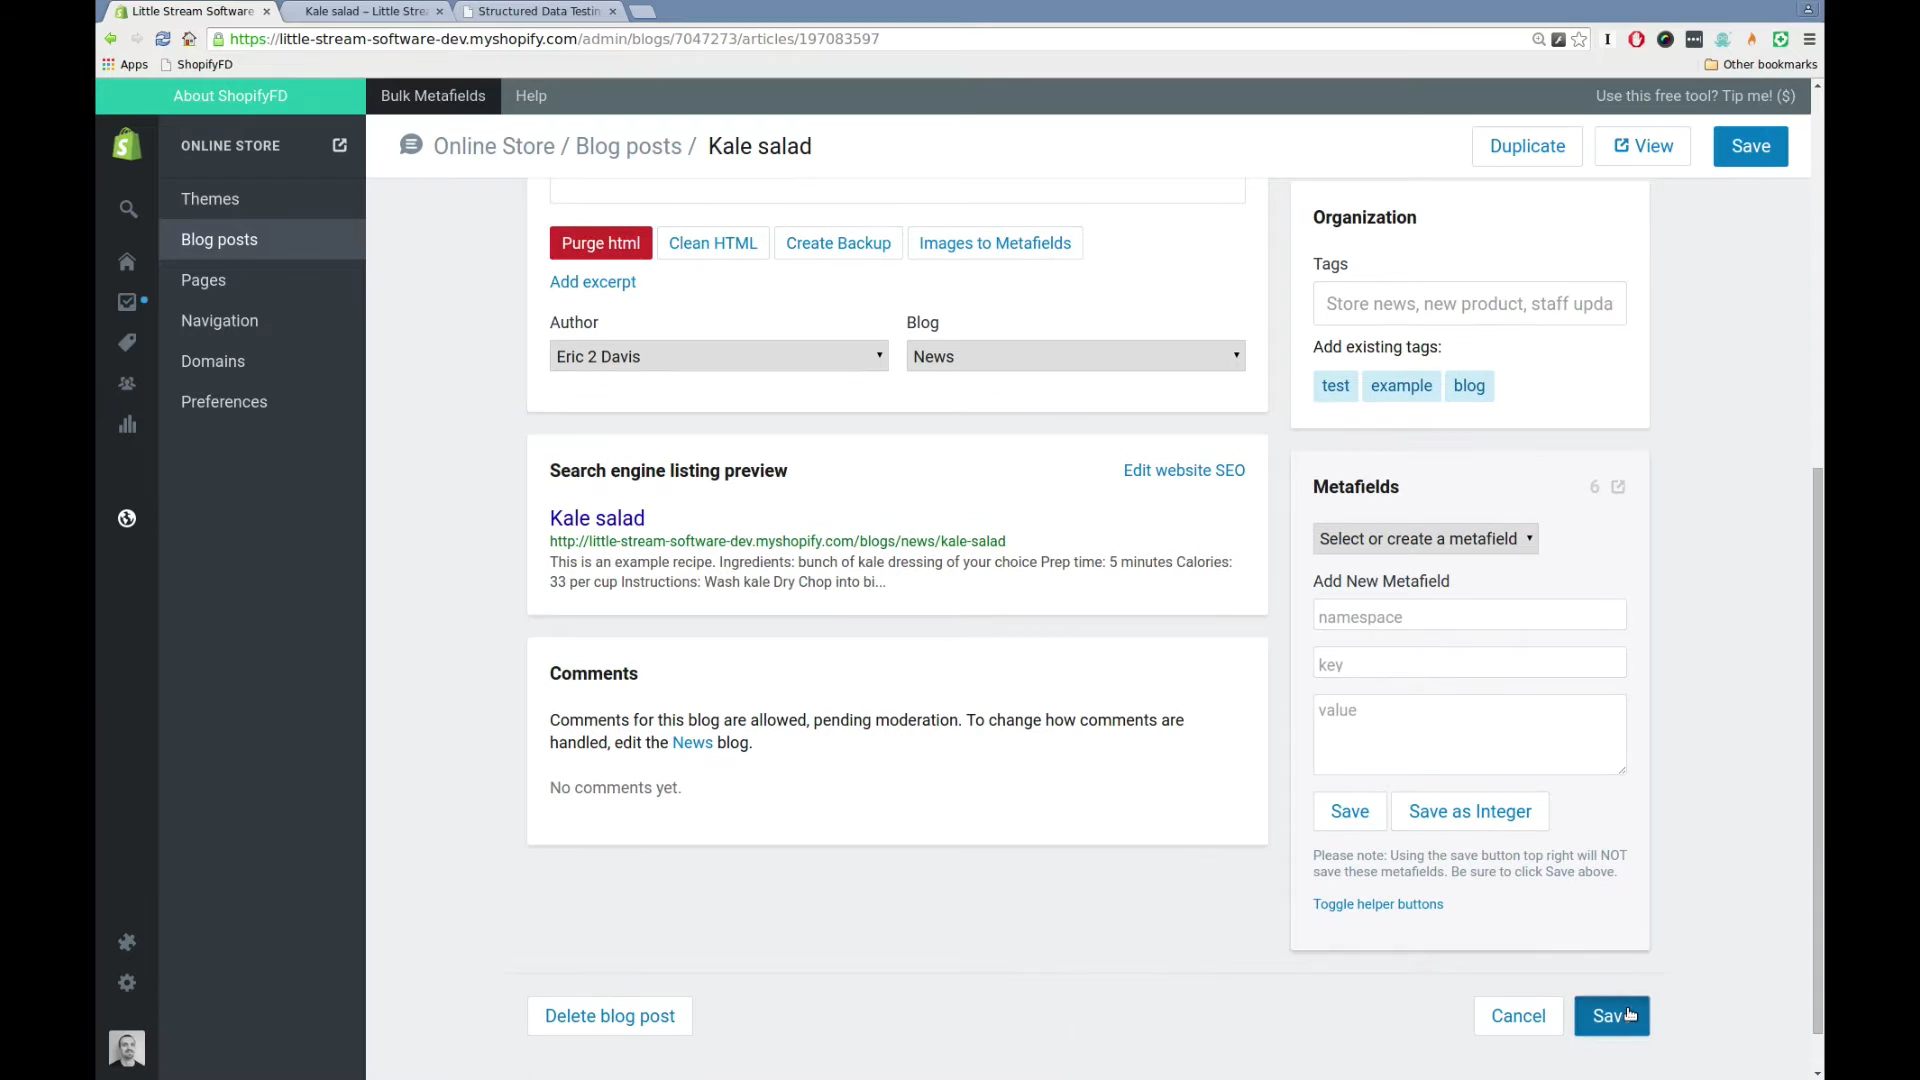 Little Stream Software
Kale salad – Little Stre
Structured Data Testin
https://little-stream-software-dev.myshopify.com/admin/blogs/7047273/articles/197083597
Apps
ShopifyFD
Other bookmarks
About ShopifyFD
Bulk Metafields
Help
Use this free tool? Tip me! ($)
ONLINE STORE
Online Store / Blog posts / Kale salad
Duplicate
View
Save
Themes
Blog posts
Pages
Navigation
Domains
Preferences
Purge html
Clean HTML
Create Backup
Images to Metafields
Add excerpt
Author
Blog
Eric 2 Davis
News
Search engine listing preview
Edit website SEO
Kale salad
http://little-stream-software-dev.myshopify.com/blogs/news/kale-salad
This is an example recipe. Ingredients: bunch of kale dressing of your choice Prep time: 5 minutes Calories:
33 per cup Instructions: Wash kale Dry Chop into bi...
Comments
Comments for this blog are allowed, pending moderation. To change how comments are
handled, edit the News blog.
No comments yet.
Organization
Tags
Store news, new product, staff upda
Add existing tags:
test
example
blog
Metafields
6
Select or create a metafield
Add New Metafield
namespace
key
value
Save
Save as Integer
Please note: Using the save button top right will NOT
save these metafields. Be sure to click Save above.
Toggle helper buttons
Delete blog post
Cancel
Sav